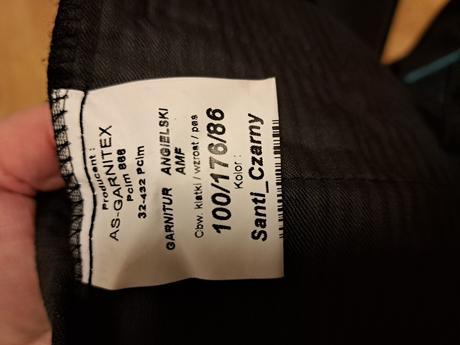 Producent :
AS-GARNITEX
Pcim 888
32-432 Pcim
GARNITUR ANGIELSKI
AMF
Obw. klatki / wzrost / pas
100/176/86
Kolor :
Santi_Czarny